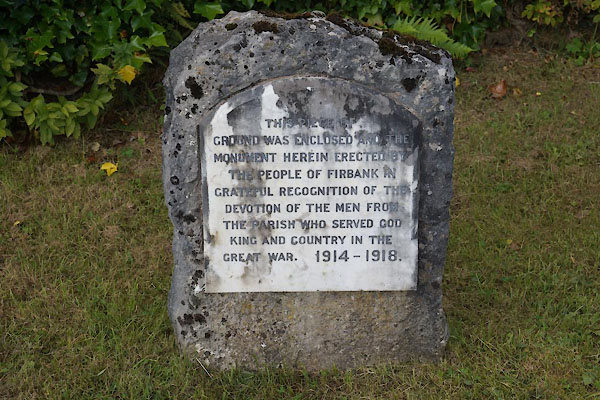 THIS PIECE OF
GROUND WAS ENCLOSED AND THE
MONUMENT HEREIN ERECTED BY
THE PEOPLE OF FIRBANK IN
GRATEFUL RECOGNITION OF THE
DEVOTION OF THE MEN FROM
THE PARISH WHO SERVED GOD
KING AND COUNTRY IN THE
GREAT WAR. 1914-1918.